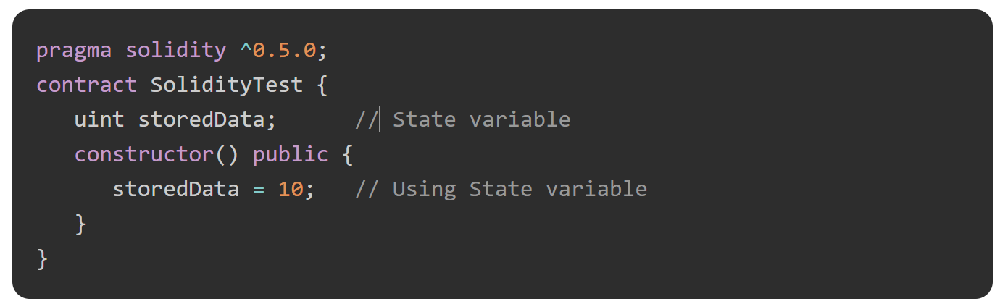 pragma solidity ^0.5.0;
contract SolidityTest {
   uint storedData;      // State variable
   constructor() public {
      storedData = 10;   // Using State variable
   }
}